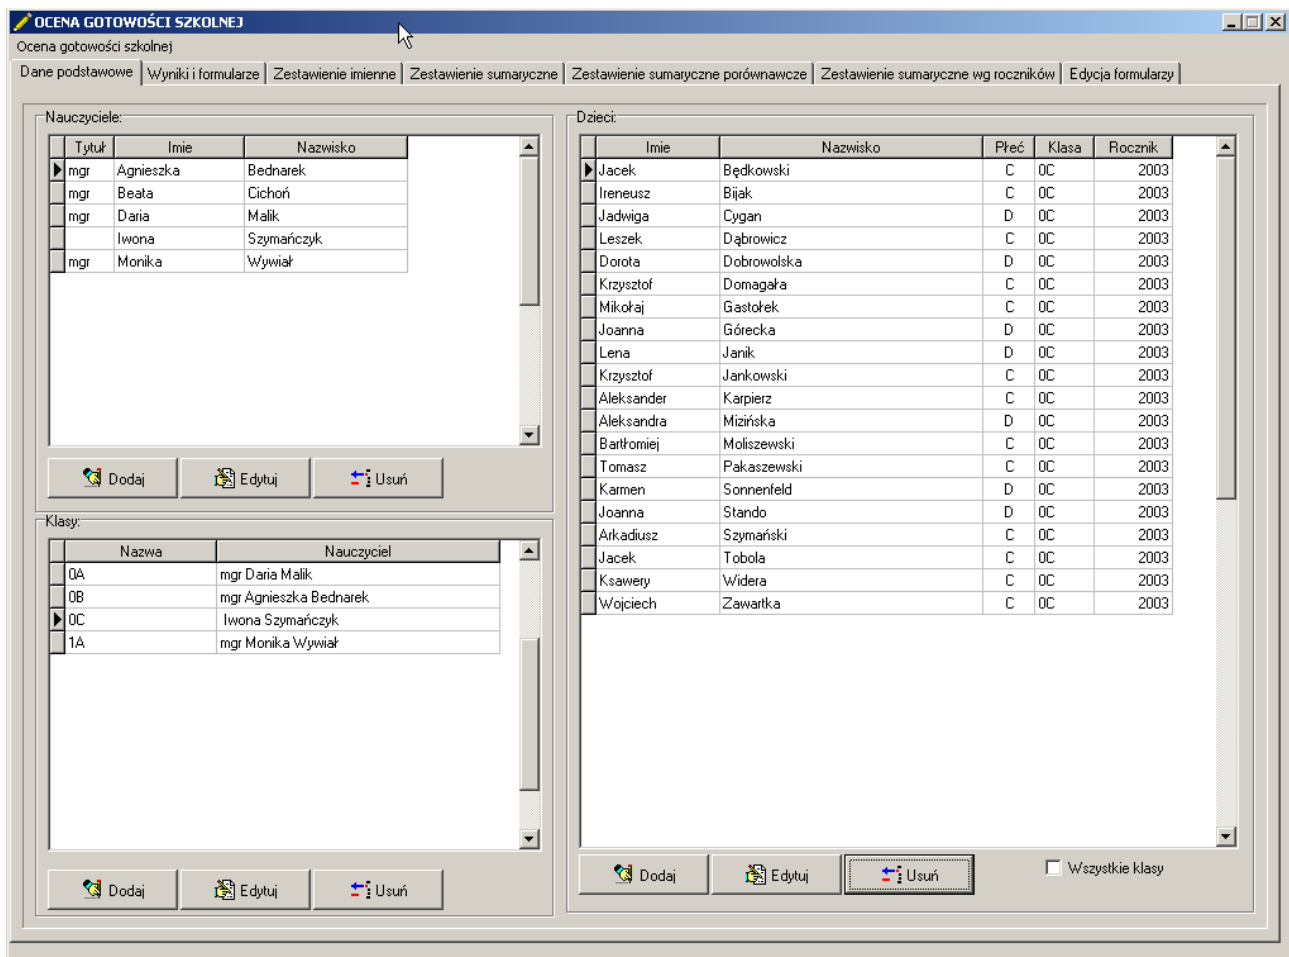 OCENA GOTOWOŚCI SZKOLNEJ
Ocena gotowości szkolnej
Dane podstawowe Wyniki i formularze Zestawienie imienne Zestawienie sumaryczne Zestawienie sumaryczne porównawcze Zestawienie sumaryczne wg roczników Edycja formularzy
Nauczyciele:
Tytuł Imie Nazwisko
mgr Agnieszka Bednarek
mgr Beata Cichoń
mgr Daria Malik
Iwona Szymańczyk
mgr Monika Wywiał
Dodaj Edytuj Usuń
Klasy:
Nazwa Nauczyciel
0A mgr Daria Malik
0B mgr Agnieszka Bednarek
0C Iwona Szymańczyk
1A mgr Monika Wywiał
Dodaj Edytuj Usuń
Dzieci:
Imie Nazwisko Płeć Klasa Rocznik
Jacek Będkowski C 0C 2003
Ireneusz Bijak C 0C 2003
Jadwiga Cygan D 0C 2003
Leszek Dąbrowicz C 0C 2003
Dorota Dobrowolska D 0C 2003
Krzysztof Domagała C 0C 2003
Mikołaj Gastołek C 0C 2003
Joanna Górecka D 0C 2003
Lena Janik D 0C 2003
Krzysztof Jankowski C 0C 2003
Aleksander Karpierz C 0C 2003
Aleksandra Mizińska D 0C 2003
Bartłomiej Moliszewski C 0C 2003
Tomasz Pakaszewski C 0C 2003
Karmen Sonnenfeld D 0C 2003
Joanna Stando D 0C 2003
Arkadiusz Szymański C 0C 2003
Jacek Tobola C 0C 2003
Ksawery Widera C 0C 2003
Wojciech Zawartka C 0C 2003
Dodaj Edytuj Usuń Wszystkie klasy